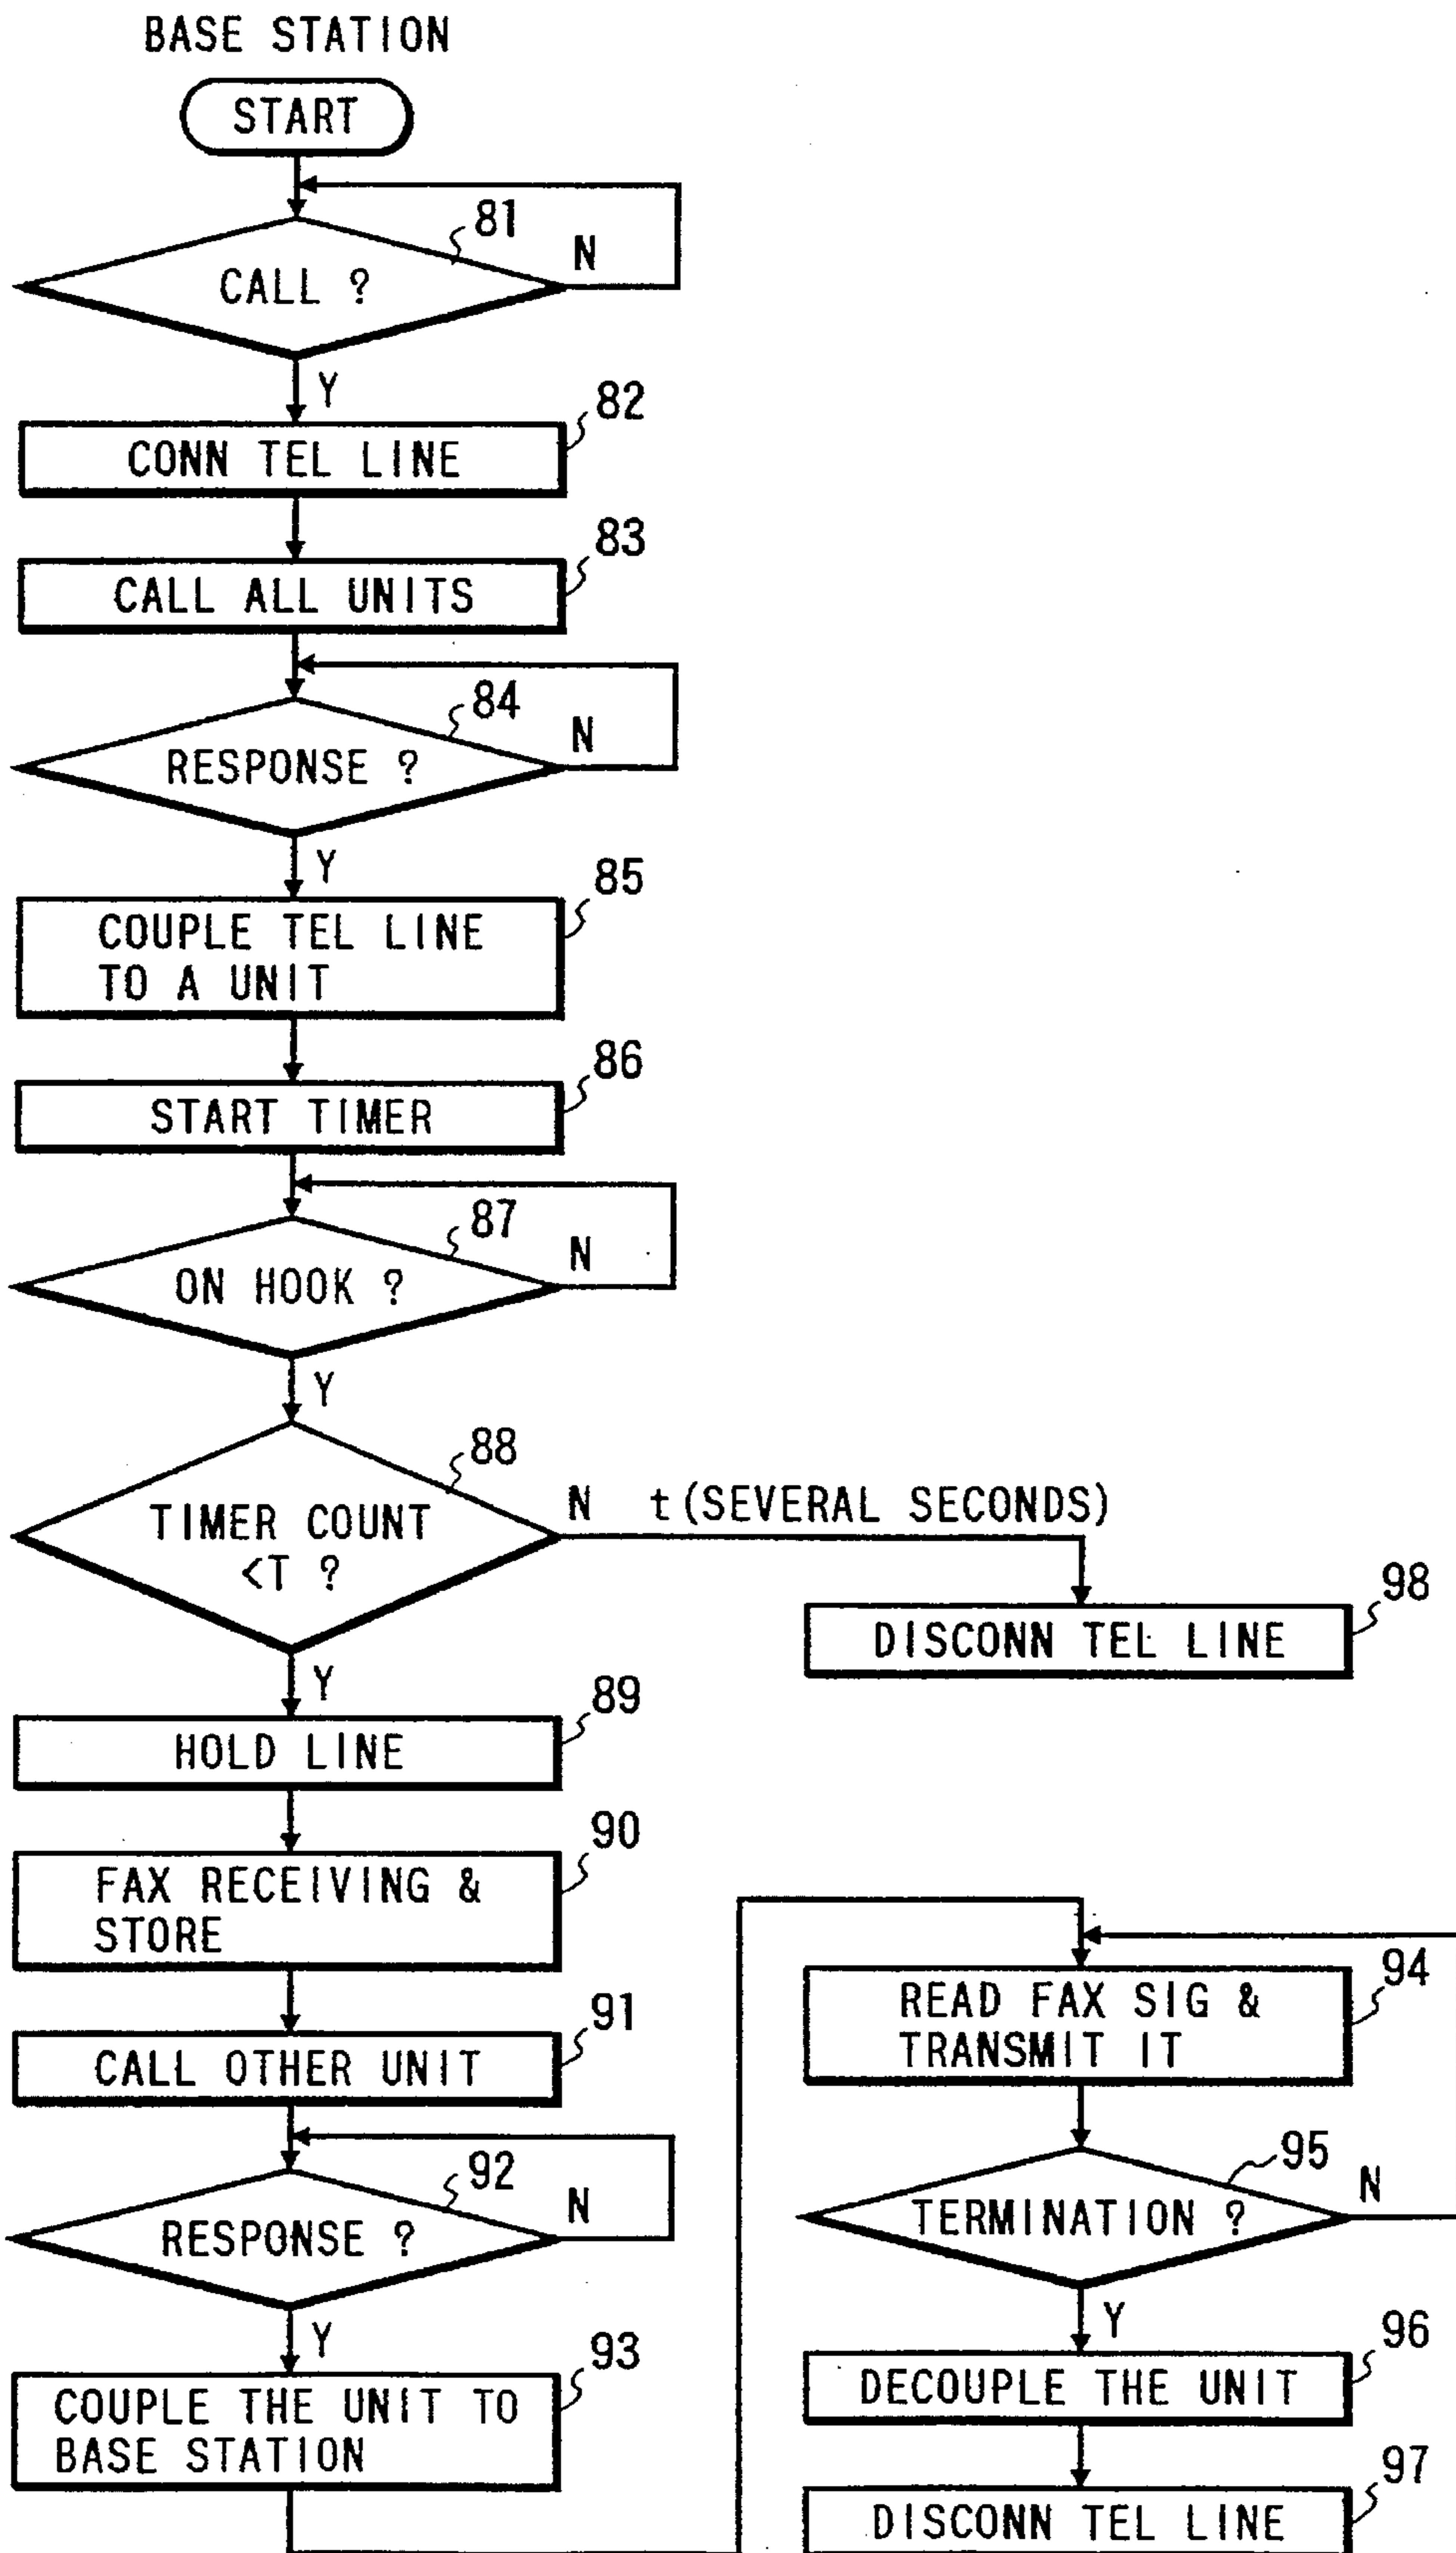 BASE STATION
START
81
CALL ?
N
Y
82
CONN TEL LINE
83
CALL ALL UNITS
84
RESPONSE ?
N
Y
85
COUPLE TEL LINE
TO A UNIT
86
START TIMER
87
ON HOOK ?
N
Y
88
TIMER COUNT
<T ?
N t(SEVERAL SECONDS)
98
DISCONN TEL LINE
Y
89
HOLD LINE
90
FAX RECEIVING &
STORE
91
CALL OTHER UNIT
92
RESPONSE ?
N
Y
93
COUPLE THE UNIT TO
BASE STATION
94
READ FAX SIG &
TRANSMIT IT
95
TERMINATION ?
N
Y
96
DECOUPLE THE UNIT
97
DISCONN TEL LINE